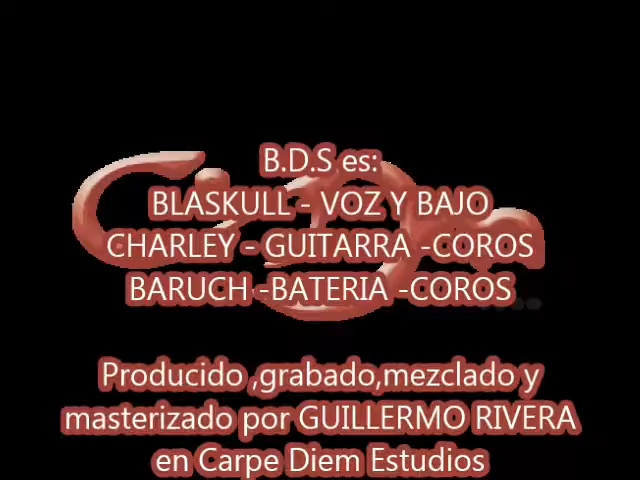 B.D.S es:
BLASKULL - VOZ Y BAJO
CHARLEY - GUITARRA -COROS
BARUCH -BATERIA -COROS
Producido ,grabado,mezclado y
masterizado por GUILLERMO RIVERA
en Carpe Diem Estudios